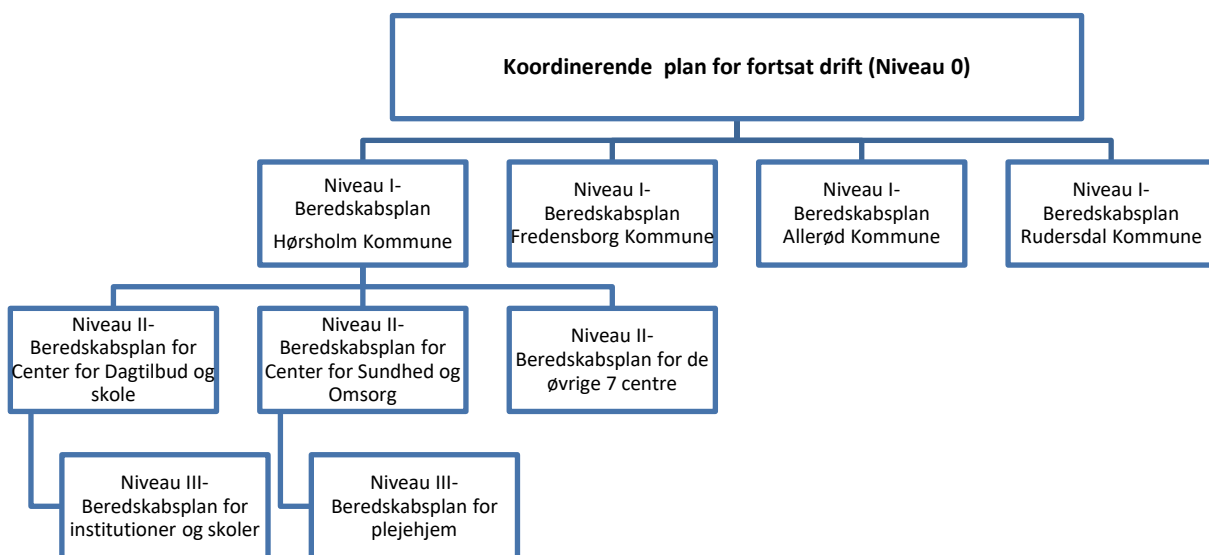 Koordinerende plan for fortsat drift (Niveau 0)
Niveau I-
Beredskabsplan
Hørsholm Kommune
Niveau I-
Beredskabsplan
Fredensborg Kommune
Niveau I-
Beredskabsplan
Allerød Kommune
Niveau I-
Beredskabsplan
Rudersdal Kommune
Niveau II-
Beredskabsplan for
Center for Dagtilbud og
skole
Niveau II-
Beredskabsplan for
Center for Sundhed og
Omsorg
Niveau II-
Beredskabsplan for de
øvrige 7 centre
Niveau III-
Beredskabsplan for
institutioner og skoler
Niveau III-
Beredskabsplan for
plejehjem